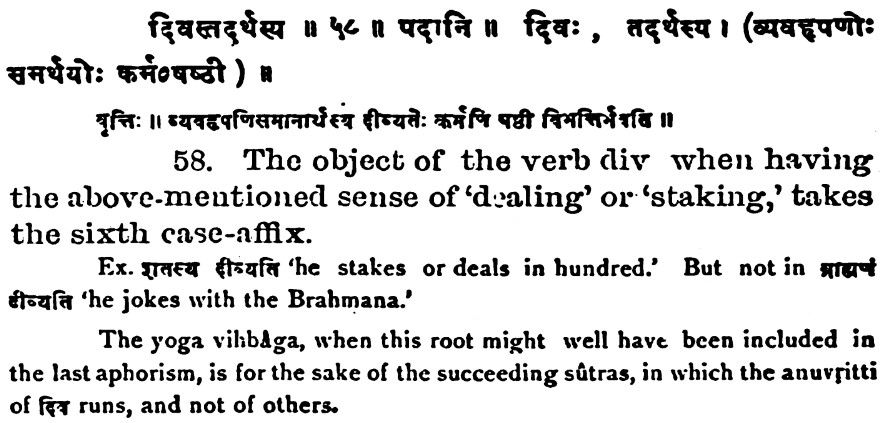 दिवस्तदर्थस्य ॥ ५८ ॥ पदानि ॥ दिवः , तदर्थस्य । (व्यवहृपणोः
समर्थयोः कर्म०षष्ठी ) ॥
वृत्तिः ॥ व्यवहृपणिसमानार्थस्य दीव्यतेः कर्मणि षष्ठी विभक्तिर्भवति ॥
58. The object of the verb div when having
the above-mentioned sense of 'dealing' or 'staking,' takes
the sixth case-affix.
Ex. शतस्य दीव्यति 'he stakes or deals in hundred.' But not in ब्राह्मणं
दीव्यति 'he jokes with the Brahmana.'
The yoga vihbâga, when this root might well have been included in
the last aphorism, is for the sake of the succeeding sûtras, in which the anuvṛitti
of दिव runs, and not of others.